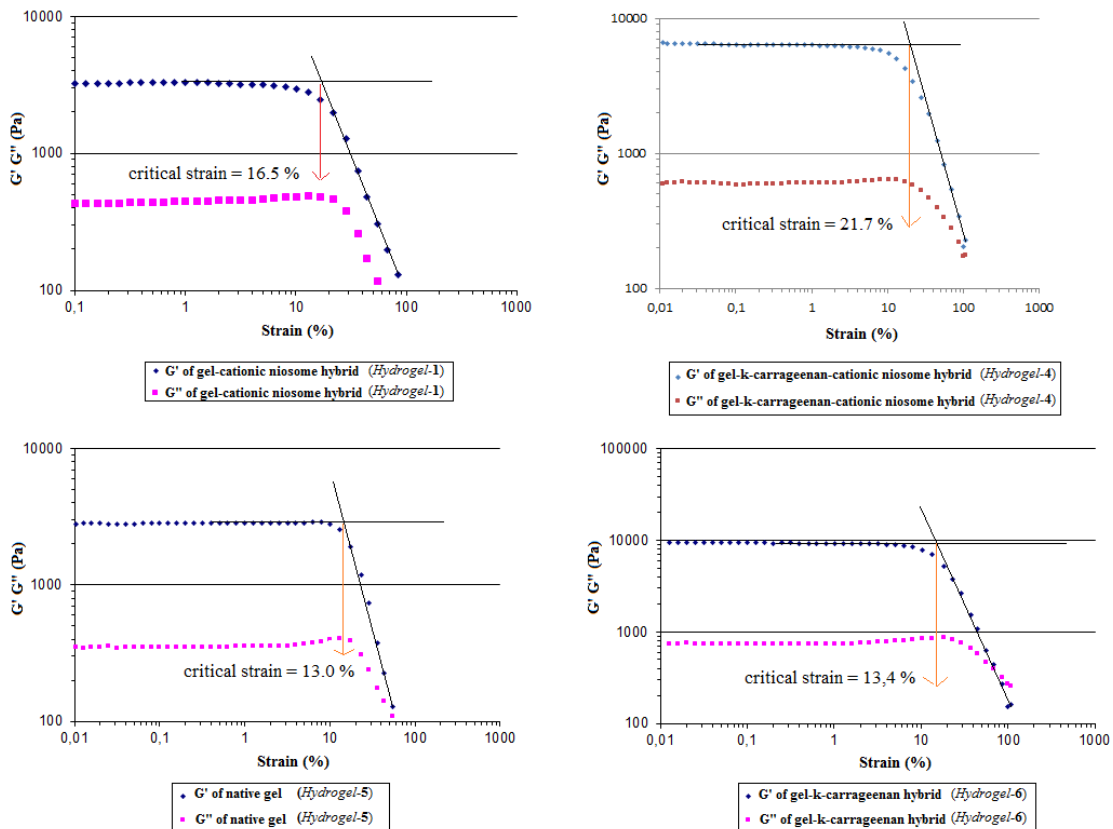 10000
1000
100
G' G" (Pa)
critical strain = 16.5 %
0,1
1
10
100
1000
Strain (%)
G' of gel-cationic niosome hybrid (Hydrogel-1)
G" of gel-cationic niosome hybrid (Hydrogel-1)
10000
1000
100
G' G" (Pa)
critical strain = 21.7 %
0,01
0,1
1
10
100
1000
Strain (%)
G' of gel-k-carrageenan-cationic niosome hybrid (Hydrogel-4)
G" of gel-k-carrageenan-cationic niosome hybrid (Hydrogel-4)
10000
1000
100
G' G" (Pa)
critical strain = 13.0 %
0,01
0,1
1
10
100
1000
Strain (%)
G' of native gel (Hydrogel-5)
G" of native gel (Hydrogel-5)
100000
10000
1000
100
G' G" (Pa)
critical strain = 13,4 %
0,01
0,1
1
10
100
1000
Strain (%)
G' of gel-k-carrageenan hybrid (Hydrogel-6)
G" of gel-k-carrageenan hybrid (Hydrogel-6)